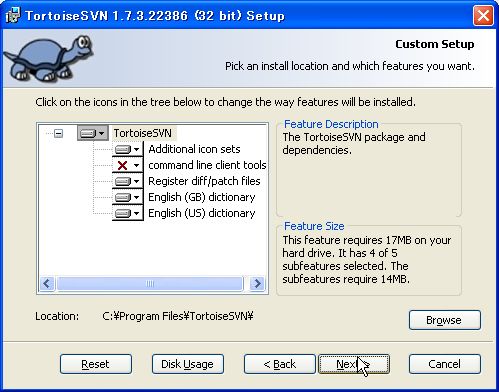 TortoiseSVN 1.7.3.22386 (32 bit) Setup
Custom Setup
Pick an install location and which features you want.
Click on the icons in the tree below to change the way features will be installed.
TortoiseSVN
Additional icon sets
command line client tools
Register diff/patch files
English (GB) dictionary
English (US) dictionary
Feature Description
The TortoiseSVN package and
dependencies.
Feature Size
This feature requires 17MB on your
hard drive. It has 4 of 5
subfeatures selected. The
subfeatures require 14MB.
Location: C:¥Program Files¥TortoiseSVN¥
Browse
Reset Disk Usage < Back Next > Cancel